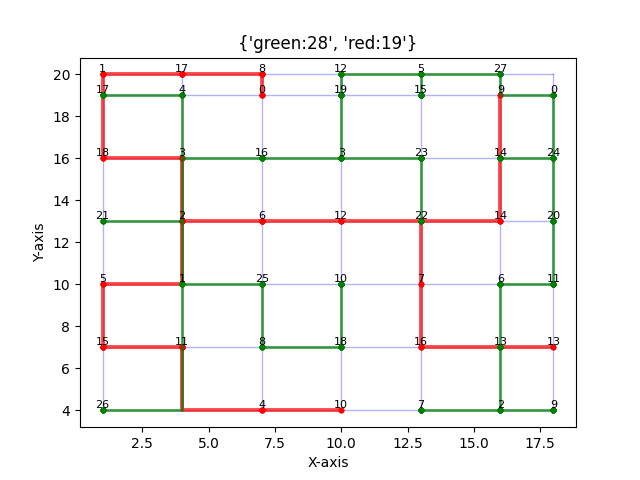 {'green:28', 'red:19'}
20
1 17 8 12 5 27
17 4 0 19 15 9 0
18
16
18 3 16 3 23 14 24
14
21 2 6 12 22 14 20
12
10
5 1 25 10 7 6 11
8
15 11 8 18 16 13 13
6
4
26 4 10 7 2 9
2.5 5.0 7.5 10.0 12.5 15.0 17.5
X-axis
Y-axis